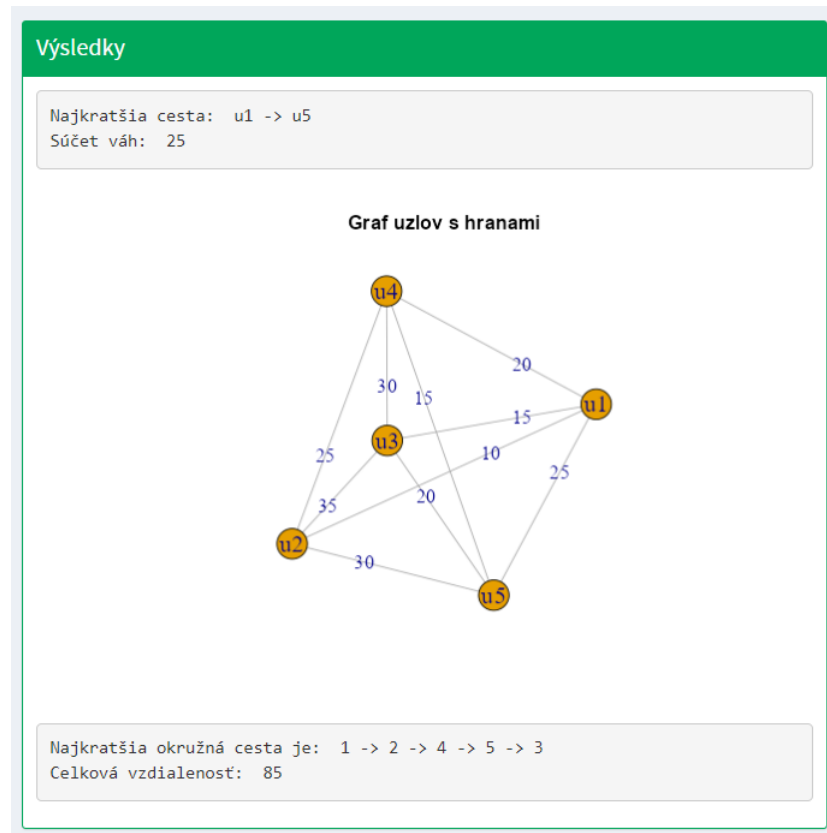 Výsledky
Najkratšia cesta:  u1 -> u5
Súčet váh:  25
Graf uzlov s hranami
u4
20
30
15
u1
15
u3
10
25
25
20
35
u2
30
u5
Najkratšia okružná cesta je:  1 -> 2 -> 4 -> 5 -> 3
Celková vzdialenosť:  85